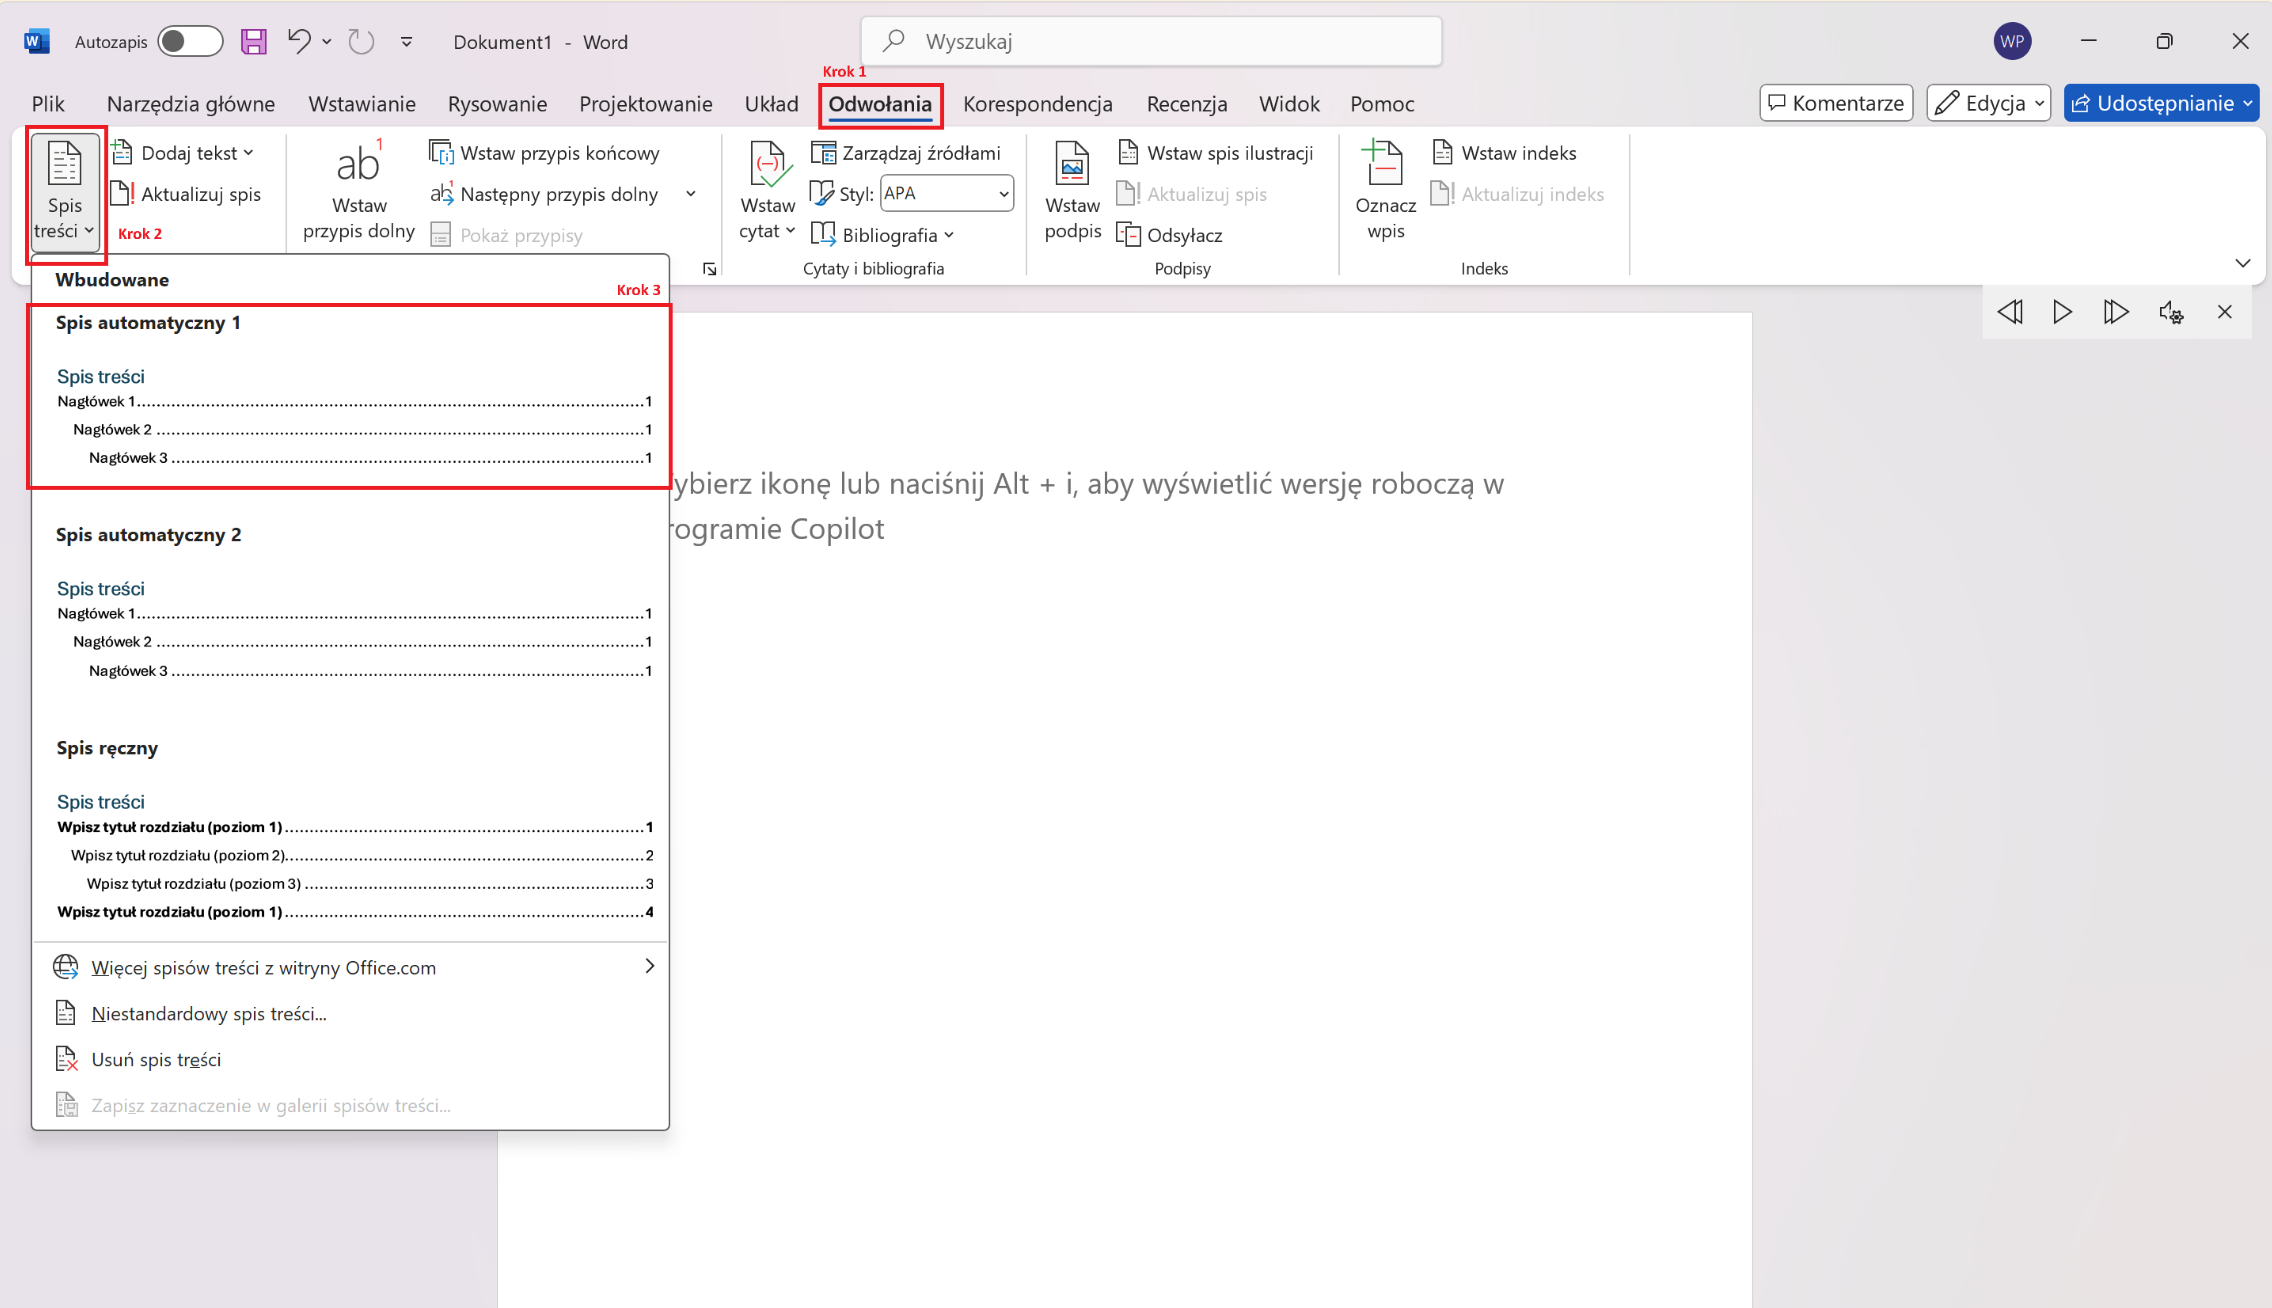 Autozapis
Dokument1 - Word
Wyszukaj
WP
Krok 1
Plik
Narzędzia główne
Wstawianie
Rysowanie
Projektowanie
Układ
Odwołania
Korespondencja
Recenzja
Widok
Pomoc
Komentarze
Edycja
Udostępnianie
Spis treści
Dodaj tekst
Aktualizuj spis
Krok 2
ab1
Wstaw
przypis dolny
Wstaw przypis końcowy
Następny przypis dolny
Pokaż przypisy
Wstaw
cytat
Zarządzaj źródłami
Styl: APA
Bibliografia
Cytaty i bibliografia
Wstaw
podpis
Wstaw spis ilustracji
Aktualizuj spis
Odsyłacz
Podpisy
Oznacz
wpis
Wstaw indeks
Aktualizuj indeks
Indeks
Wbudowane
Krok 3
Spis automatyczny 1
Spis treści
Nagłówek 1...1
Nagłówek 2...1
Nagłówek 3...1
Spis automatyczny 2
Spis treści
Nagłówek 1...1
Nagłówek 2...1
Nagłówek 3...1
Spis ręczny
Spis treści
Wpisz tytuł rozdziału (poziom 1)...1
Wpisz tytuł rozdziału (poziom 2)...2
Wpisz tytuł rozdziału (poziom 3)...3
Wpisz tytuł rozdziału (poziom 1)...4
Więcej spisów treści z witryny Office.com
Niestandardowy spis treści...
Usuń spis treści
Zapisz zaznaczenie w galerii spisów treści...
ybierz ikonę lub naciśnij Alt + i, aby wyświetlić wersję roboczą w
rogramie Copilot